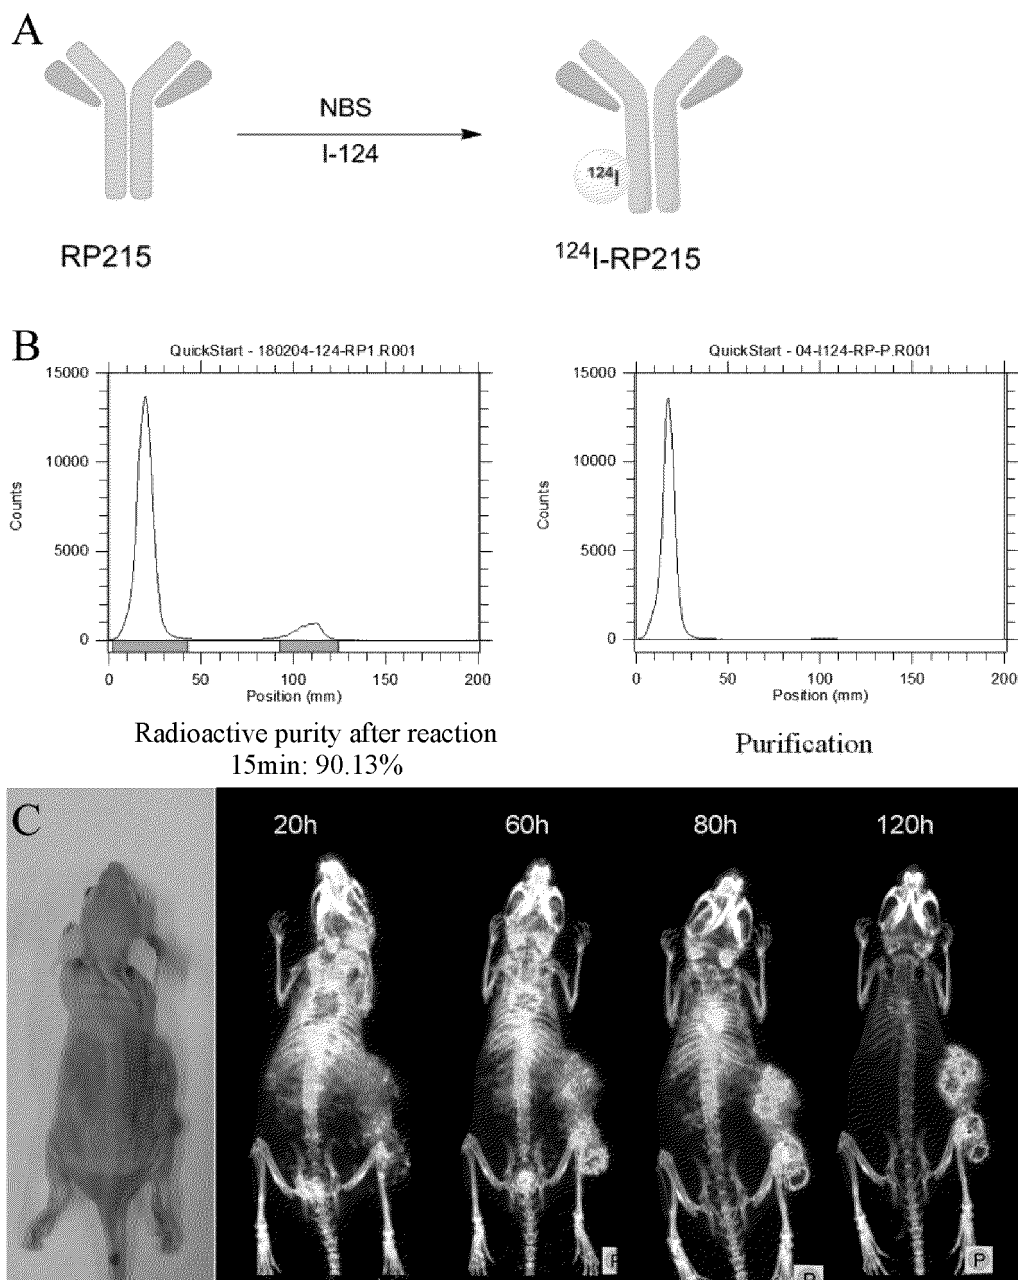 A
NBS
I-124
124I
RP215
124I-RP215
B
QuickStart - 180204-124-RP1.R001
15000
10000
5000
0
Counts
0 50 100 150 200
Position (mm)
Radioactive purity after reaction
15min: 90.13%
QuickStart - 04-I124-RP-P.R001
15000
10000
5000
0
Counts
0 50 100 150 200
Position (mm)
Purification
C
20h 60h 80h 120h
P
P